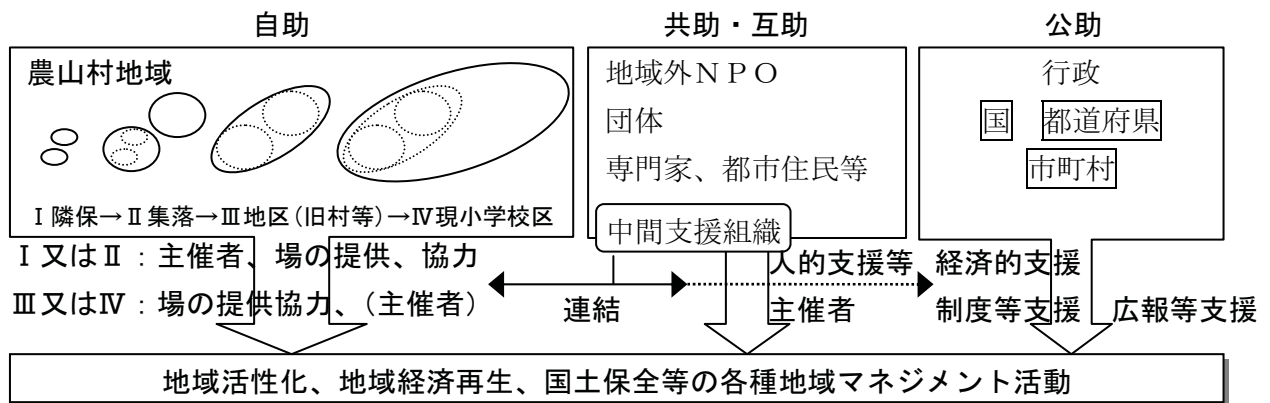 自助
共助・互助
公助
農山村地域
Ⅰ隣保→Ⅱ集落→Ⅲ地区(旧村等)→Ⅳ現小学校区
地域外ＮＰＯ
団体
専門家、都市住民等
中間支援組織
行政
国 都道府県
市町村
Ⅰ又はⅡ：主催者、場の提供、協力
Ⅲ又はⅣ：場の提供協力、（主催者）
連結
人的支援等
主催者
経済的支援
制度等支援
広報等支援
地域活性化、地域経済再生、国土保全等の各種地域マネジメント活動